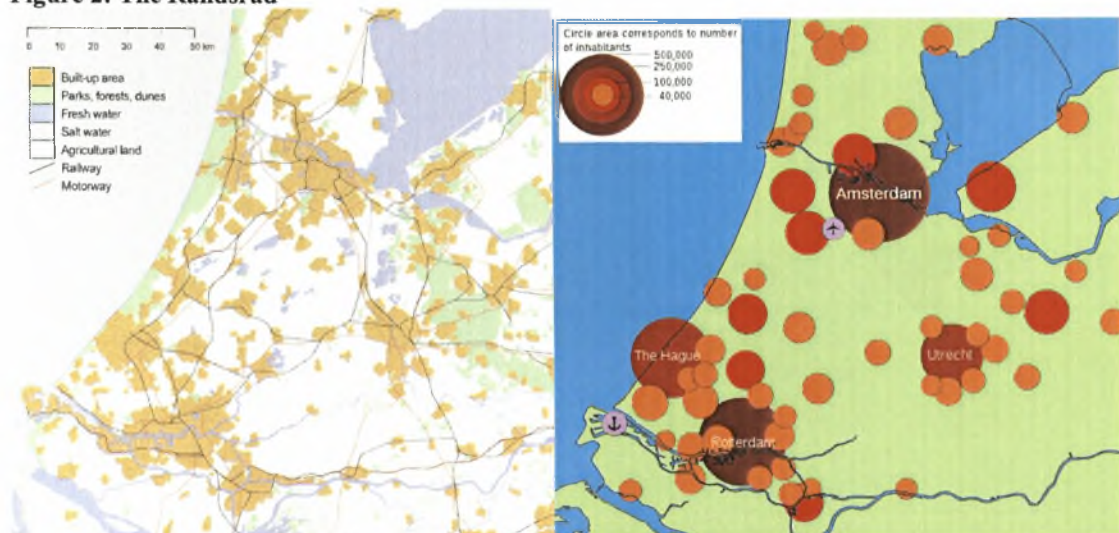 Figure 2: The Randstad
0 10 20 30 40 50 km
Built-up area
Parks, forests, dunes
Fresh water
Salt water
Agricultural land
Railway
Motorway
Circle area corresponds to number
of inhabitants
500,000
250,000
100,000
40,000
Amsterdam
The Hague
Utrecht
Rotterdam